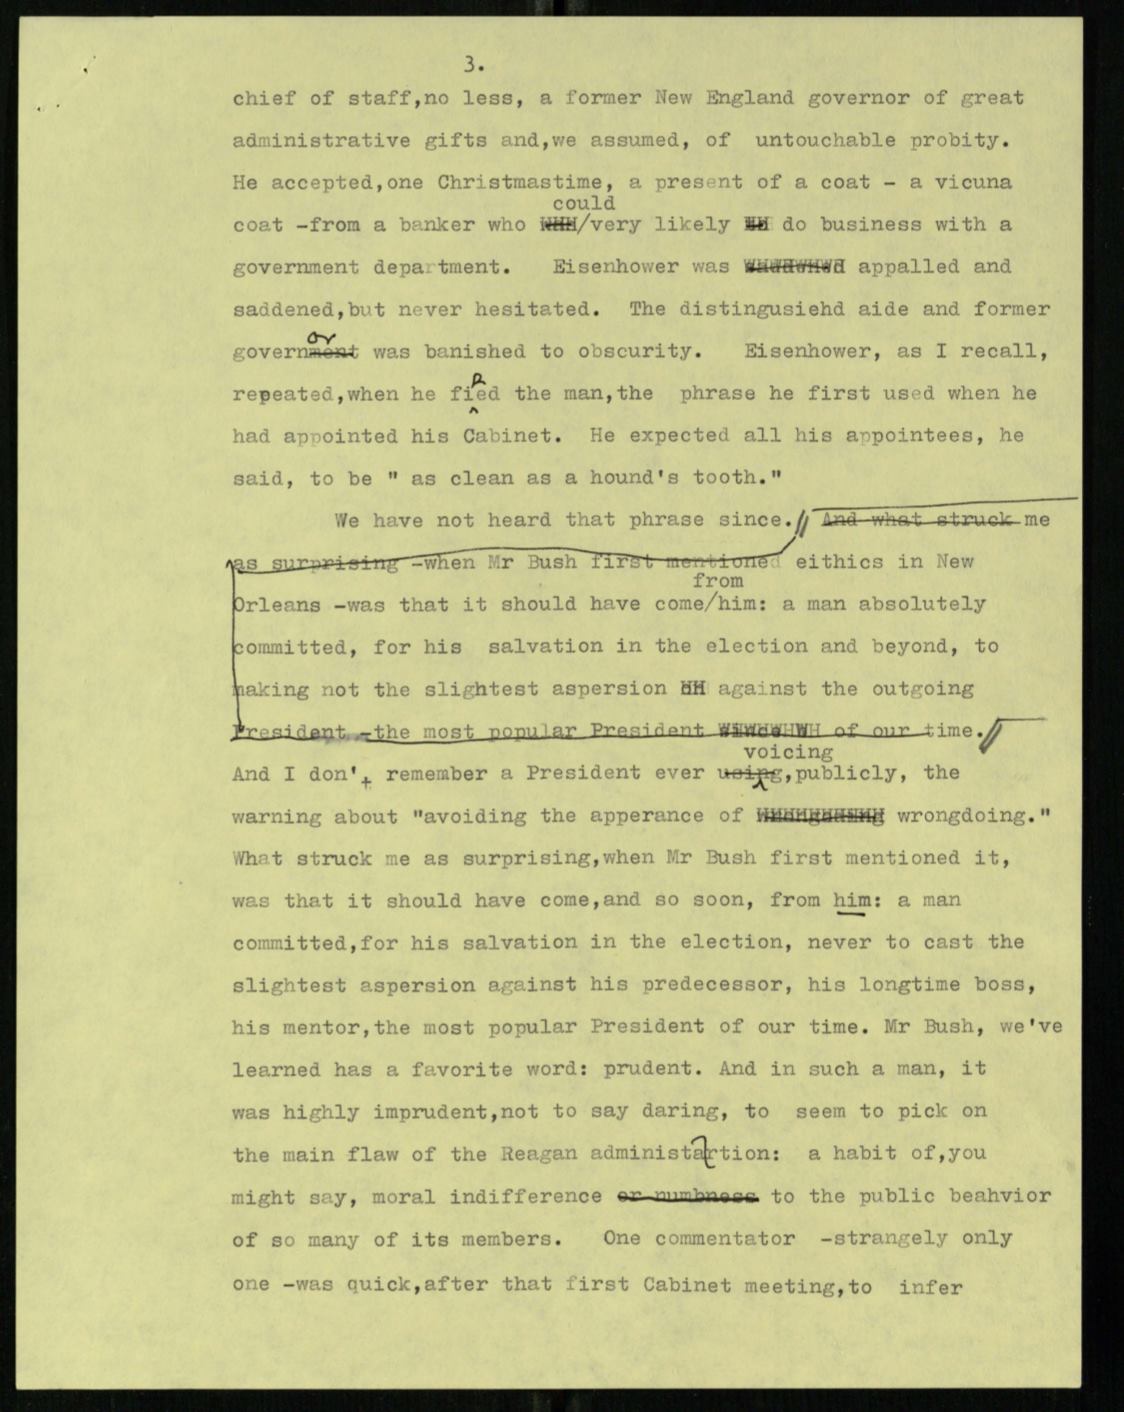 3.
chief of staff,no less, a former New England governor of great
administrative gifts and,we assumed, of untouchable probity.
He accepted,one Christmastime, a present of a coat - a vicuna
could
coat -from a banker who /very likely do business with a
government department. Eisenhower was appalled and
saddened,but never hesitated. The distingusiehd aide and former
or
government was banished to obscurity. Eisenhower, as I recall,
R
repeated,when he fied the man,the phrase he first used when he
had appointed his Cabinet. He expected all his appointees, he
said, to be " as clean as a hound's tooth."
We have not heard that phrase since.// And what struck me
as surprising -when Mr Bush first mentioned eithics in New
from
Orleans -was that it should have come/him: a man absolutely
committed, for his salvation in the election and beyond, to
making not the slightest aspersion against the outgoing
President -the most popular President of our time.//
voicing
And I don't remember a President ever using,publicly, the
warning about "avoiding the apperance of wrongdoing."
What struck me as surprising,when Mr Bush first mentioned it,
was that it should have come,and so soon, from him: a man
committed,for his salvation in the election, never to cast the
slightest aspersion against his predecessor, his longtime boss,
his mentor,the most popular President of our time. Mr Bush, we've
learned has a favorite word: prudent. And in such a man, it
was highly imprudent,not to say daring, to seem to pick on
the main flaw of the Reagan administartion: a habit of,you
might say, moral indifference or numbness to the public beahvior
of so many of its members. One commentator -strangely only
one -was quick,after that first Cabinet meeting,to infer